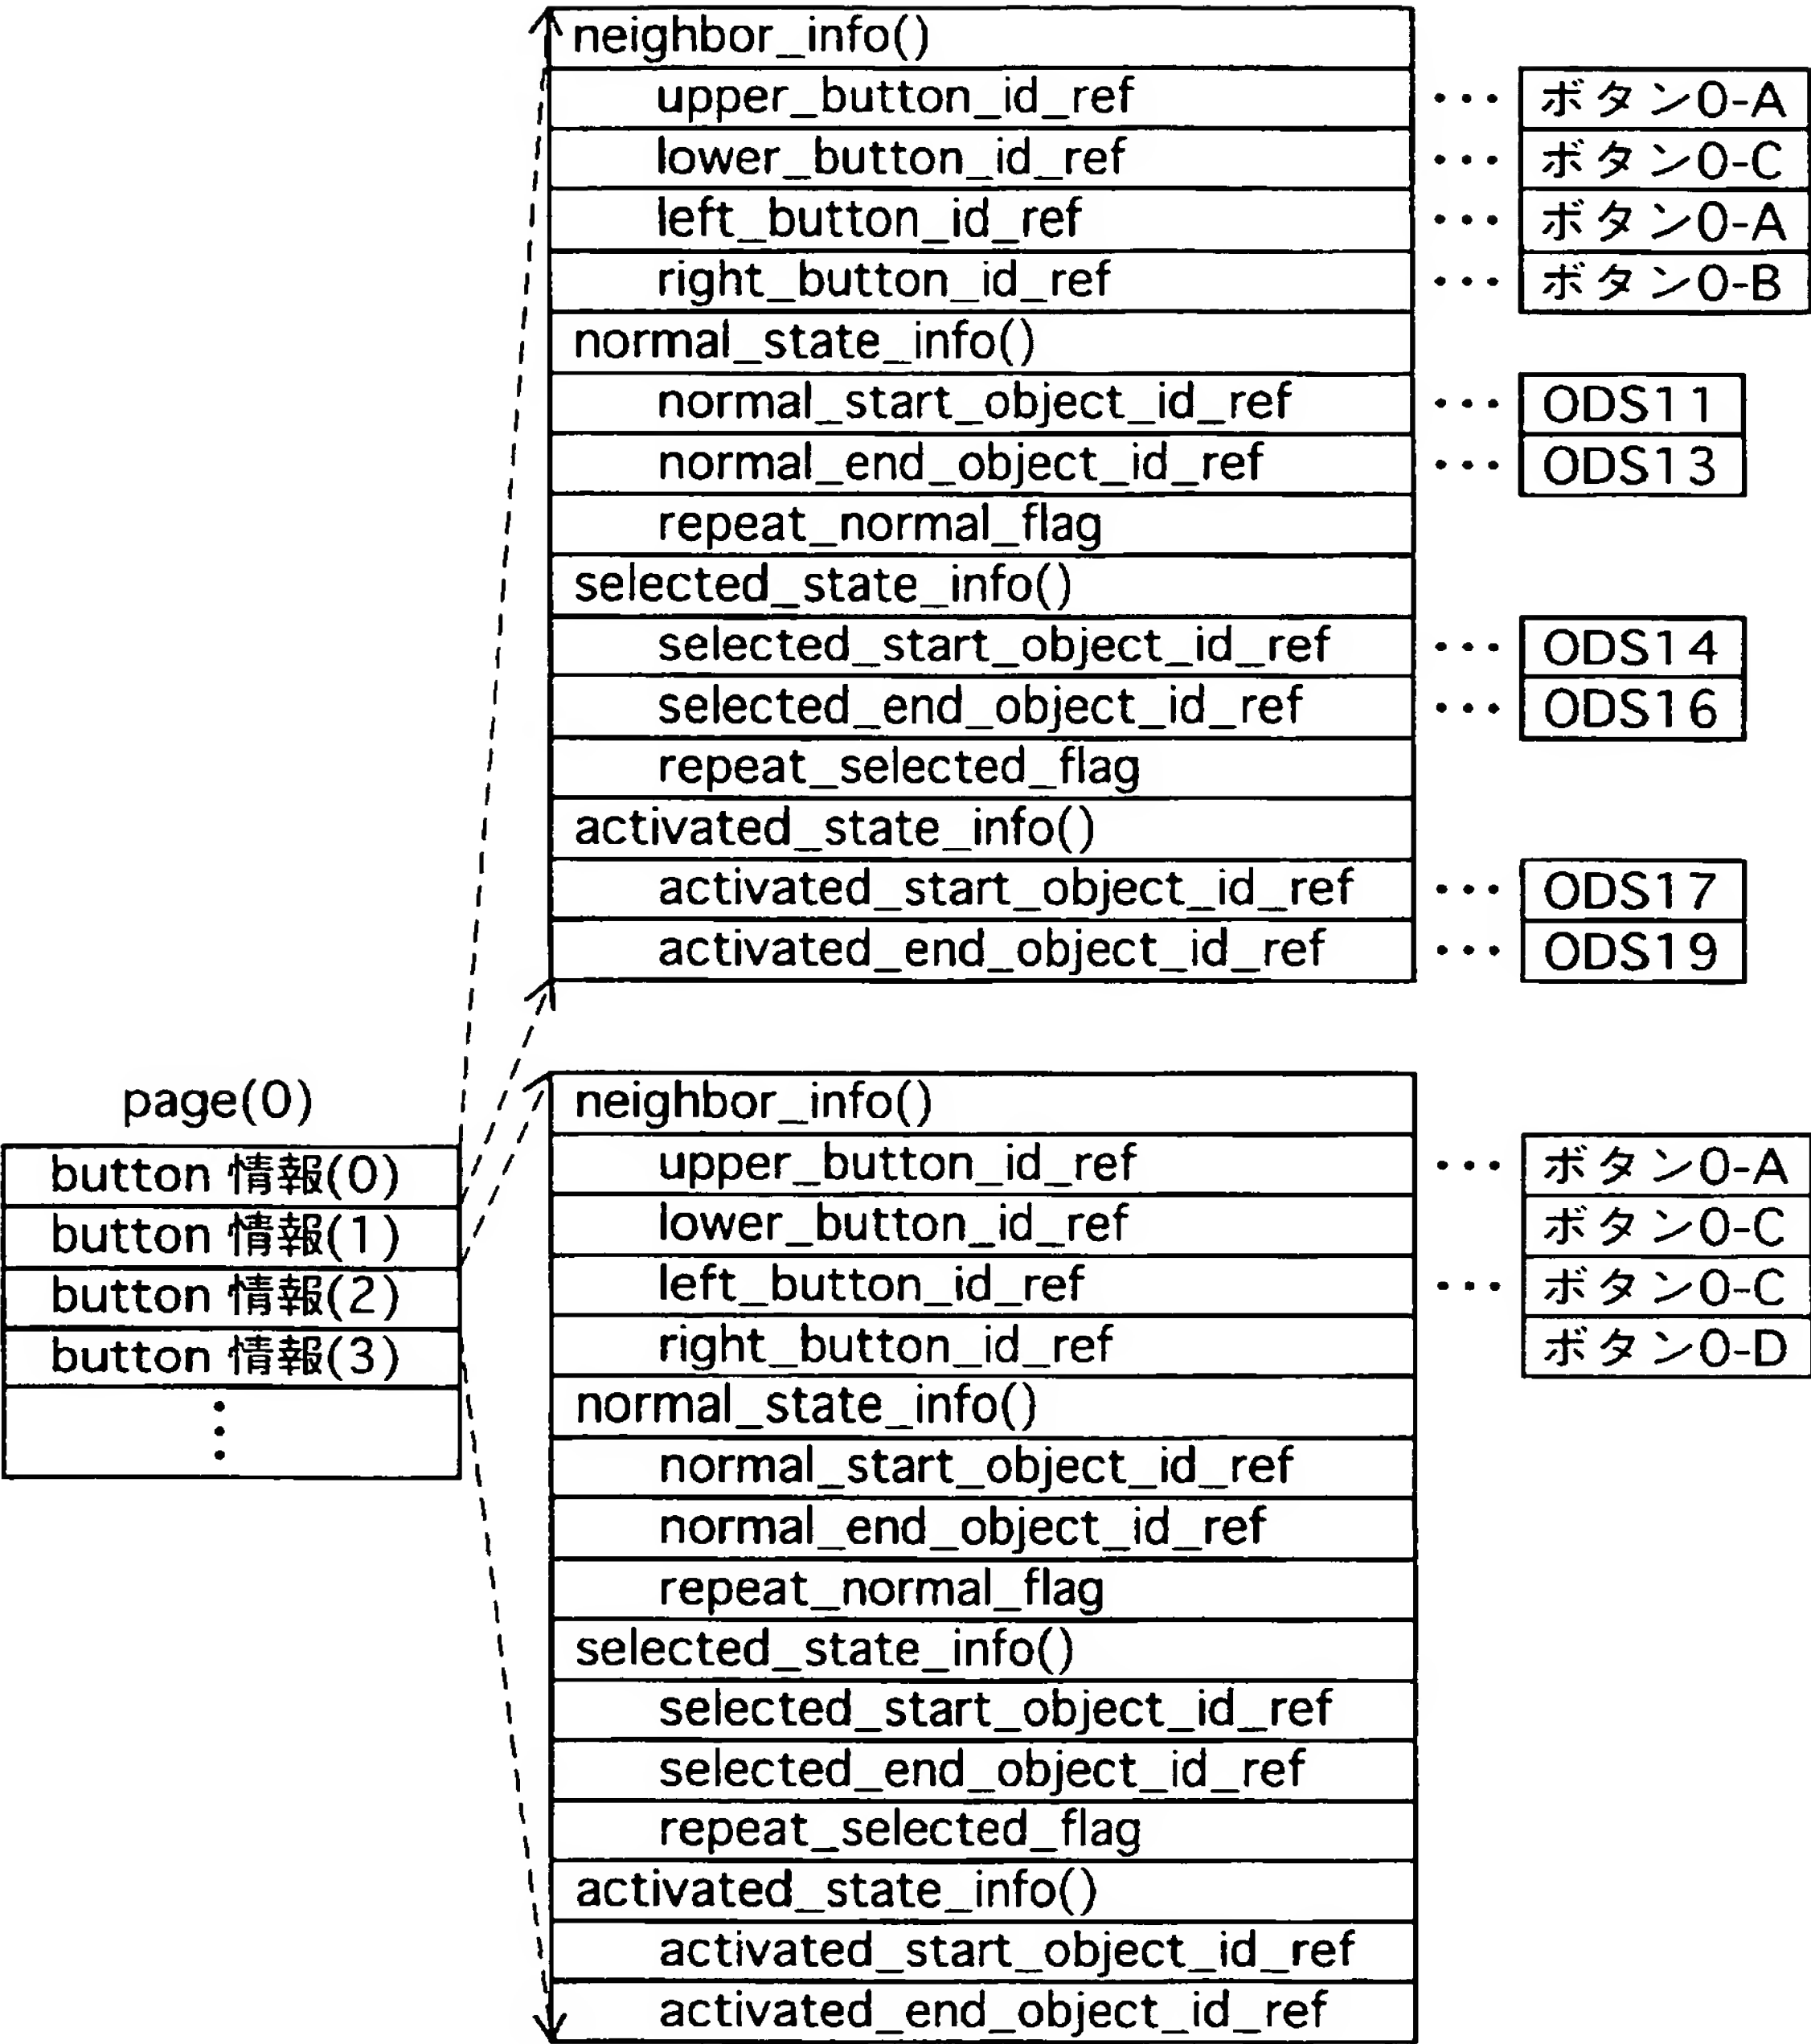 neighbor_info()
upper_button_id_ref ••• ボタン0-A
lower_button_id_ref ••• ボタン0-C
left_button_id_ref ••• ボタン0-A
right_button_id_ref ••• ボタン0-B
normal_state_info()
normal_start_object_id_ref ••• ODS11
normal_end_object_id_ref ••• ODS13
repeat_normal_flag
selected_state_info()
selected_start_object_id_ref ••• ODS14
selected_end_object_id_ref ••• ODS16
repeat_selected_flag
activated_state_info()
activated_start_object_id_ref ••• ODS17
activated_end_object_id_ref ••• ODS19
page(0)
button 情報(0)
button 情報(1)
button 情報(2)
button 情報(3)
⋮
neighbor_info()
upper_button_id_ref ••• ボタン0-A
lower_button_id_ref ボタン0-C
left_button_id_ref ••• ボタン0-C
right_button_id_ref ボタン0-D
normal_state_info()
normal_start_object_id_ref
normal_end_object_id_ref
repeat_normal_flag
selected_state_info()
selected_start_object_id_ref
selected_end_object_id_ref
repeat_selected_flag
activated_state_info()
activated_start_object_id_ref
activated_end_object_id_ref